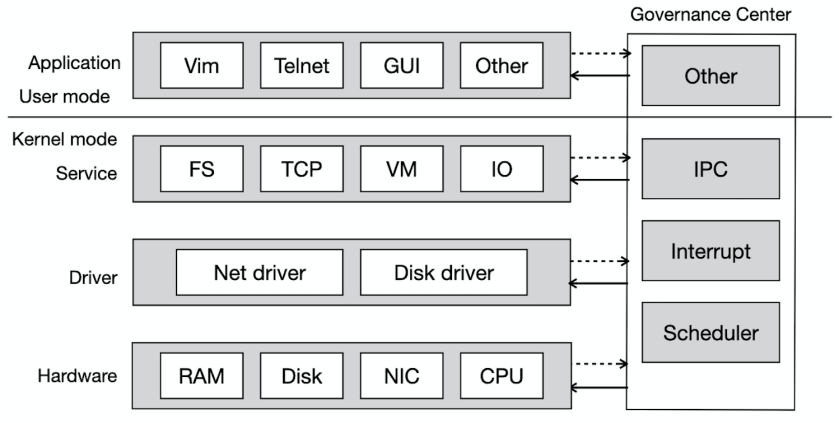 Governance Center
Application
Vim
Telnet
GUI
Other
Other
User mode
Kernel mode
Service
FS
TCP
VM
IO
IPC
Driver
Net driver
Disk driver
Interrupt
Scheduler
Hardware
RAM
Disk
NIC
CPU